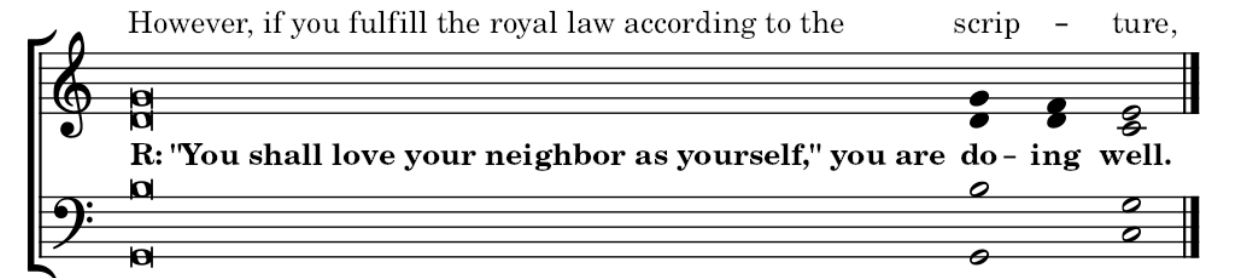 However, if you fulfill the royal law according to the scrip - ture,
R: "You shall love your neighbor as yourself," you are do - ing well.